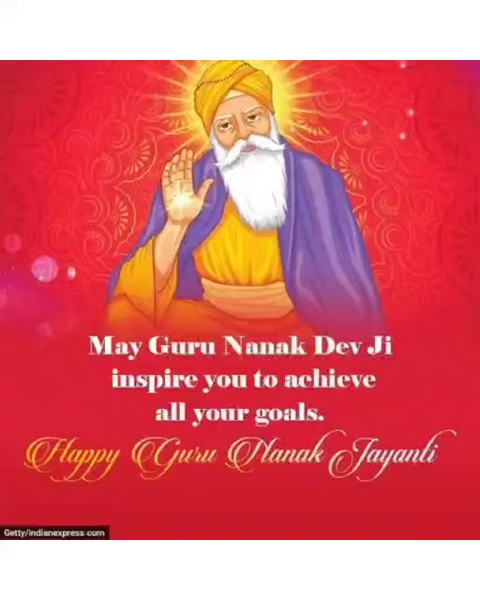 May Guru Nanak Dev Ji
inspire you to achieve
all your goals.
Happy Guru Nanak Jayanti
Getty/indianexpress.com